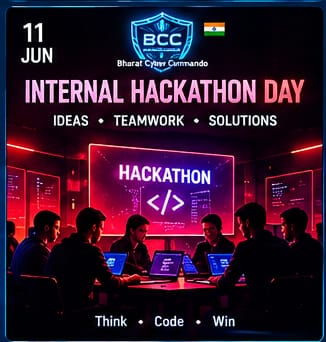 11
JUN
BCC
Bharat Cyber Commando
INTERNAL HACKATHON DAY
IDEAS • TEAMWORK • SOLUTIONS
HACKATHON
</>
Think • Code • Win